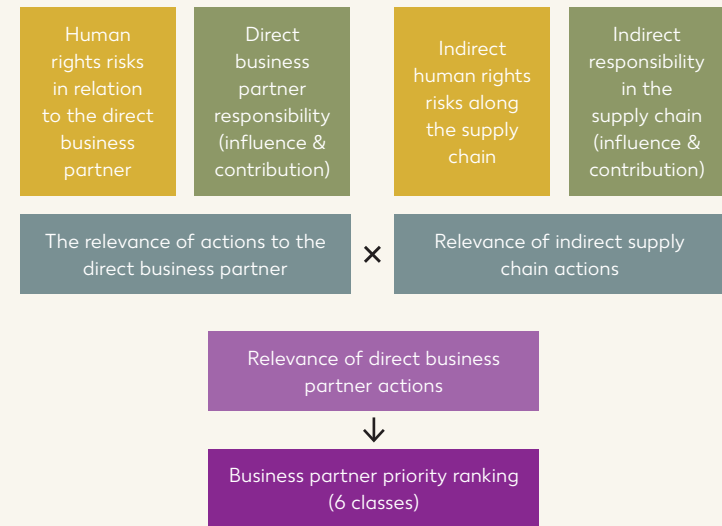 Human
rights risks
in relation
to the direct
business
partner
Direct
business
partner
responsibility
(influence &
contribution)
Indirect
human rights
risks along
the supply
chain
Indirect
responsibility
in the
supply chain
(influence &
contribution)
The relevance of actions to the
direct business partner
×
Relevance of indirect supply
chain actions
Relevance of direct business
partner actions
↓
Business partner priority ranking
(6 classes)